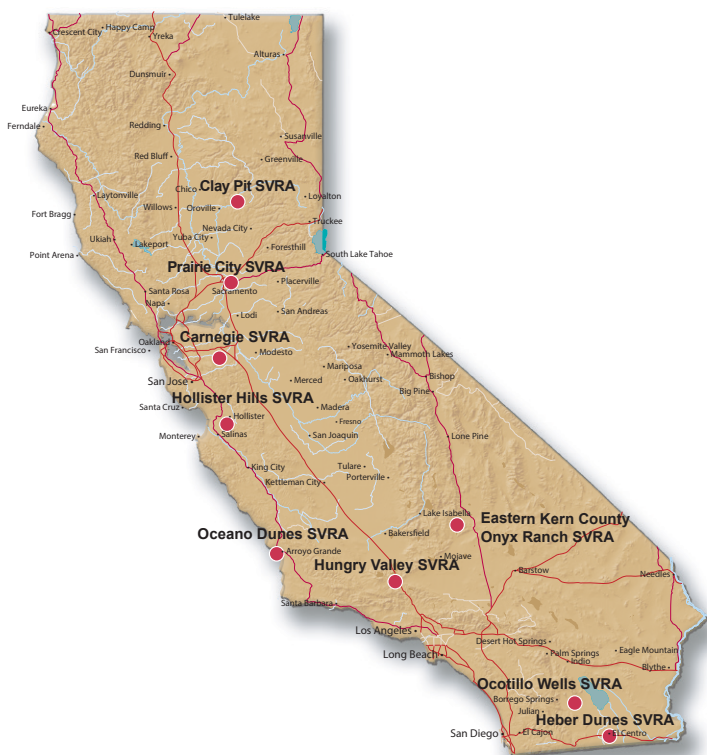 Tulelake
Crescent City
Happy Camp
Yreka
Alturas
Dunsmuir
Eureka
Ferndale
Redding
Susanville
Red Bluff
Greenville
Chico
Clay Pit SVRA
Laytonville
Willows
Oroville
Loyalton
Fort Bragg
Truckee
Nevada City
Yuba City
Ukiah
Lakeport
Foresthill
Point Arena
South Lake Tahoe
Prairie City SVRA
Placerville
Santa Rosa
Sacramento
Napa
San Andreas
Lodi
Carnegie SVRA
Oakland
Yosemite Valley
San Francisco
Modesto
Mammoth Lakes
Mariposa
Bishop
San Jose
Merced
Oakhurst
Big Pine
Hollister Hills SVRA
Santa Cruz
Madera
Hollister
Fresno
Monterey
Salinas
San Joaquin
Lone Pine
King City
Tulare
Kettleman City
Porterville
Lake Isabella
Eastern Kern County
Onyx Ranch SVRA
Oceano Dunes SVRA
Bakersfield
Arroyo Grande
Mojave
Hungry Valley SVRA
Barstow
Needles
Santa Barbara
Los Angeles
Desert Hot Springs
Long Beach
Palm Springs
Eagle Mountain
Indio
Blythe
Ocotillo Wells SVRA
Borrego Springs
Julian
Heber Dunes SVRA
San Diego
El Cajon
El Centro